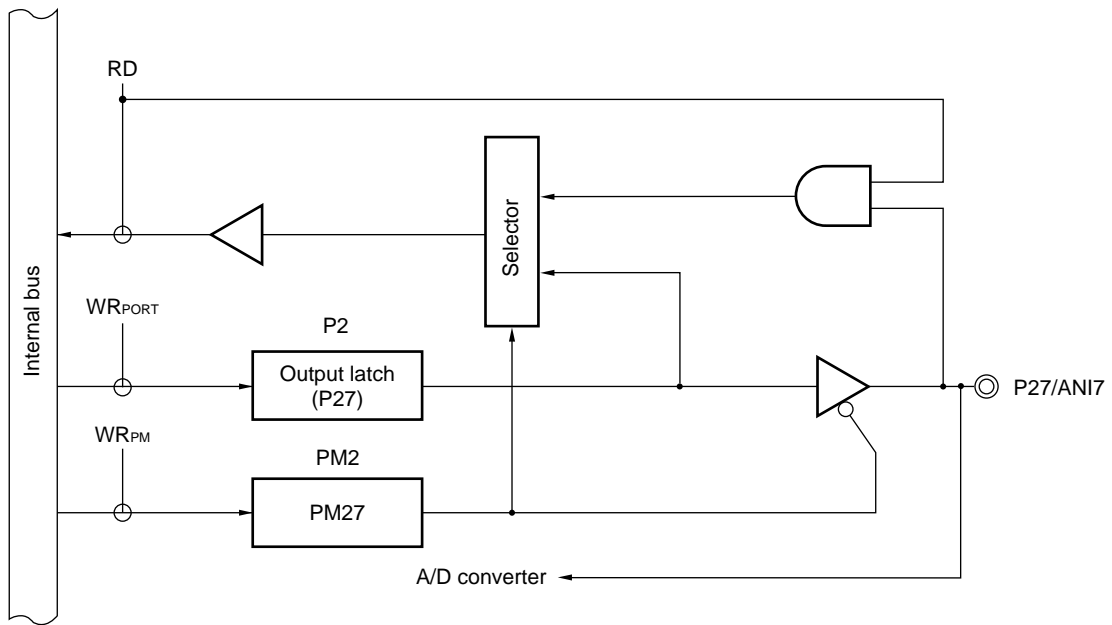 RD
Selector
Internal bus
WRPORT
P2
Output latch
(P27)
P27/ANI7
WRPM
PM2
PM27
A/D converter